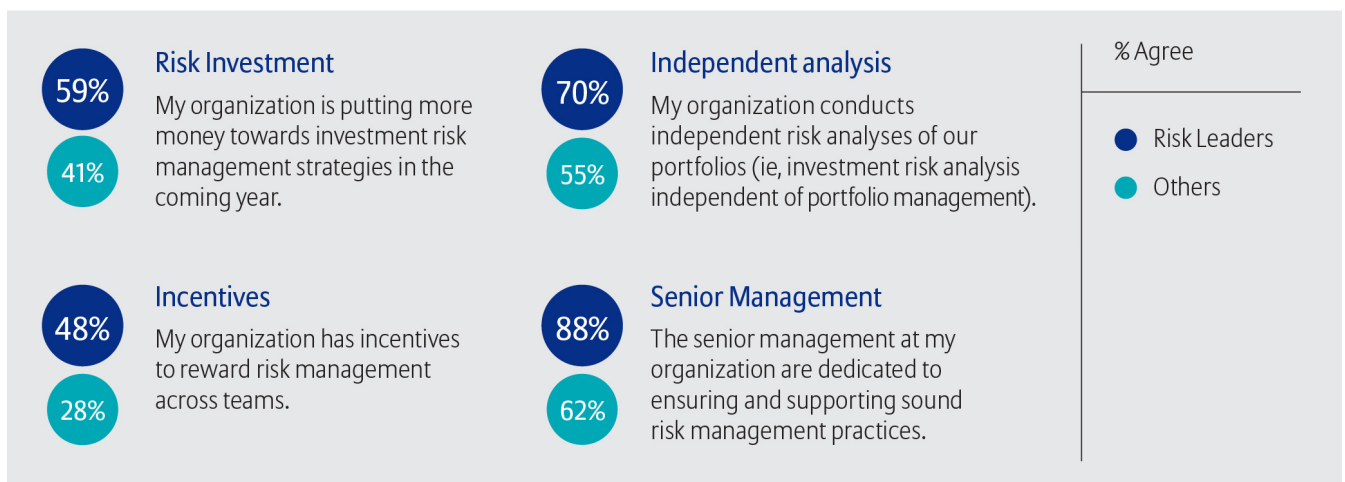 59%
41%
Risk Investment
My organization is putting more
money towards investment risk
management strategies in the
coming year.
70%
55%
Independent analysis
My organization conducts
independent risk analyses of our
portfolios (ie, investment risk analysis
independent of portfolio management).
48%
28%
Incentives
My organization has incentives
to reward risk management
across teams.
88%
62%
Senior Management
The senior management at my
organization are dedicated to
ensuring and supporting sound
risk management practices.
% Agree
Risk Leaders
Others